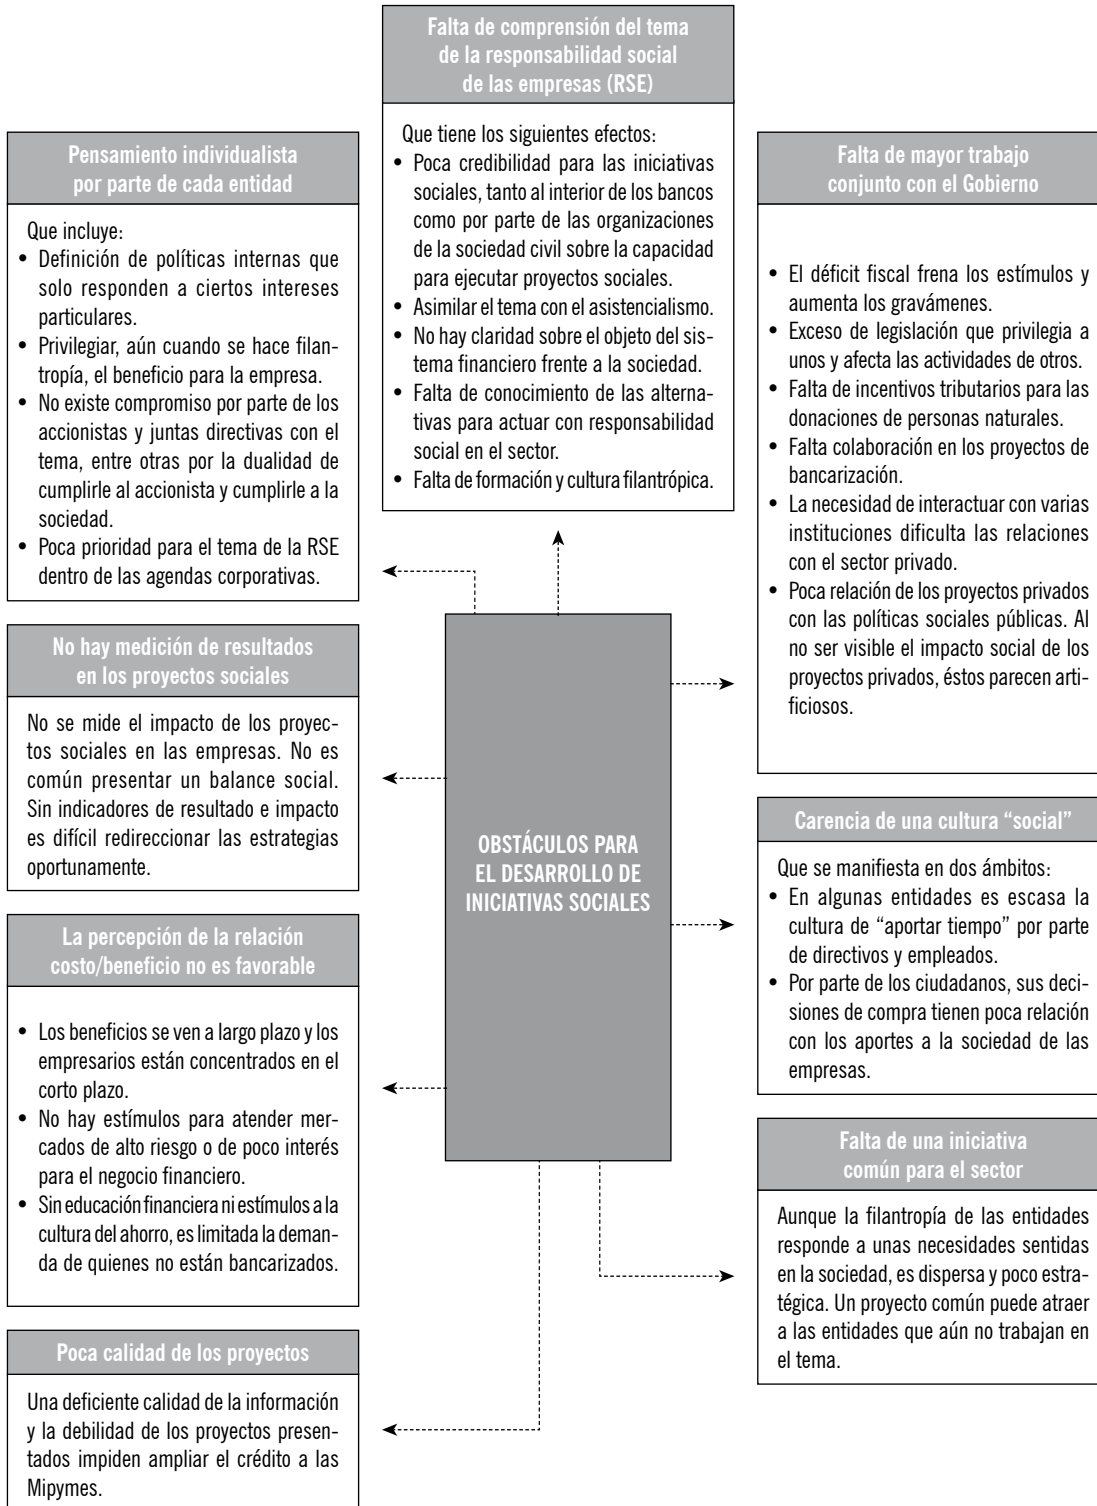 Falta de comprensión del tema
de la responsabilidad social
de las empresas (RSE)
Que tiene los siguientes efectos:
• Poca credibilidad para las iniciativas
sociales, tanto al interior de los bancos
como por parte de las organizaciones
de la sociedad civil sobre la capacidad
para ejecutar proyectos sociales.
• Asimilar el tema con el asistencialismo.
• No hay claridad sobre el objeto del sis-
tema financiero frente a la sociedad.
• Falta de conocimiento de las alterna-
tivas para actuar con responsabilidad
social en el sector.
• Falta de formación y cultura filantrópica.
Pensamiento individualista
por parte de cada entidad
Que incluye:
• Definición de políticas internas que
solo responden a ciertos intereses
particulares.
• Privilegiar, aún cuando se hace filan-
tropía, el beneficio para la empresa.
• No existe compromiso por parte de los
accionistas y juntas directivas con el
tema, entre otras por la dualidad de
cumplirle al accionista y cumplirle a la
sociedad.
• Poca prioridad para el tema de la RSE
dentro de las agendas corporativas.
No hay medición de resultados
en los proyectos sociales
No se mide el impacto de los proyec-
tos sociales en las empresas. No es
común presentar un balance social.
Sin indicadores de resultado e impacto
es difícil redireccionar las estrategias
oportunamente.
La percepción de la relación
costo/beneficio no es favorable
• Los beneficios se ven a largo plazo y los
empresarios están concentrados en el
corto plazo.
• No hay estímulos para atender mer-
cados de alto riesgo o de poco interés
para el negocio financiero.
• Sin educación financiera ni estímulos a la
cultura del ahorro, es limitada la deman-
da de quienes no están bancarizados.
Poca calidad de los proyectos
Una deficiente calidad de la información
y la debilidad de los proyectos presen-
tados impiden ampliar el crédito a las
Mipymes.
OBSTÁCULOS PARA
EL DESARROLLO DE
INICIATIVAS SOCIALES
Falta de mayor trabajo
conjunto con el Gobierno
• El déficit fiscal frena los estímulos y
aumenta los gravámenes.
• Exceso de legislación que privilegia a
unos y afecta las actividades de otros.
• Falta de incentivos tributarios para las
donaciones de personas naturales.
• Falta colaboración en los proyectos de
bancarización.
• La necesidad de interactuar con varias
instituciones dificulta las relaciones
con el sector privado.
• Poca relación de los proyectos privados
con las políticas sociales públicas. Al
no ser visible el impacto social de los
proyectos privados, éstos parecen arti-
ficiosos.
Carencia de una cultura “social”
Que se manifiesta en dos ámbitos:
• En algunas entidades es escasa la
cultura de “aportar tiempo” por parte
de directivos y empleados.
• Por parte de los ciudadanos, sus deci-
siones de compra tienen poca relación
con los aportes a la sociedad de las
empresas.
Falta de una iniciativa
común para el sector
Aunque la filantropía de las entidades
responde a unas necesidades sentidas
en la sociedad, es dispersa y poco estra-
tégica. Un proyecto común puede atraer
a las entidades que aún no trabajan en
el tema.